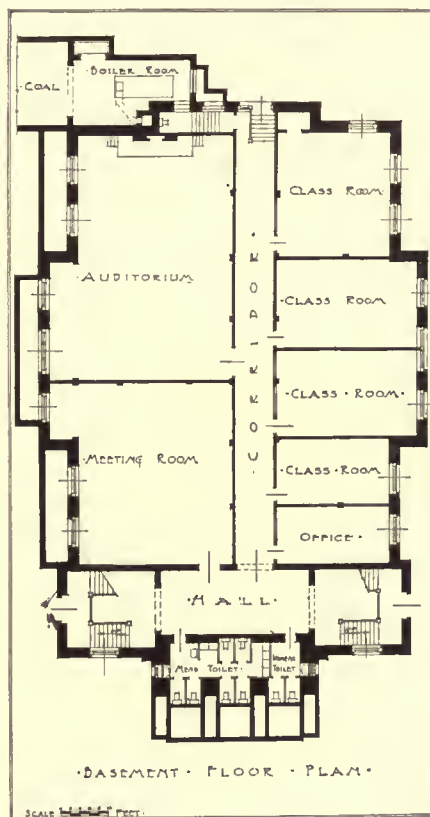 COAL
·BOILER ROOM
CLASS ROOM
·AUDITORIUM
·CORRIDOR·
·CLASS ROOM
·CLASS·ROOM·
·MEETING ROOM
·CLASS·ROOM
·OFFICE·
·HALL·
MENS TOILET·
WOMENS TOILET
·BASEMENT · FLOOR · PLAN·
SCALE FEET·